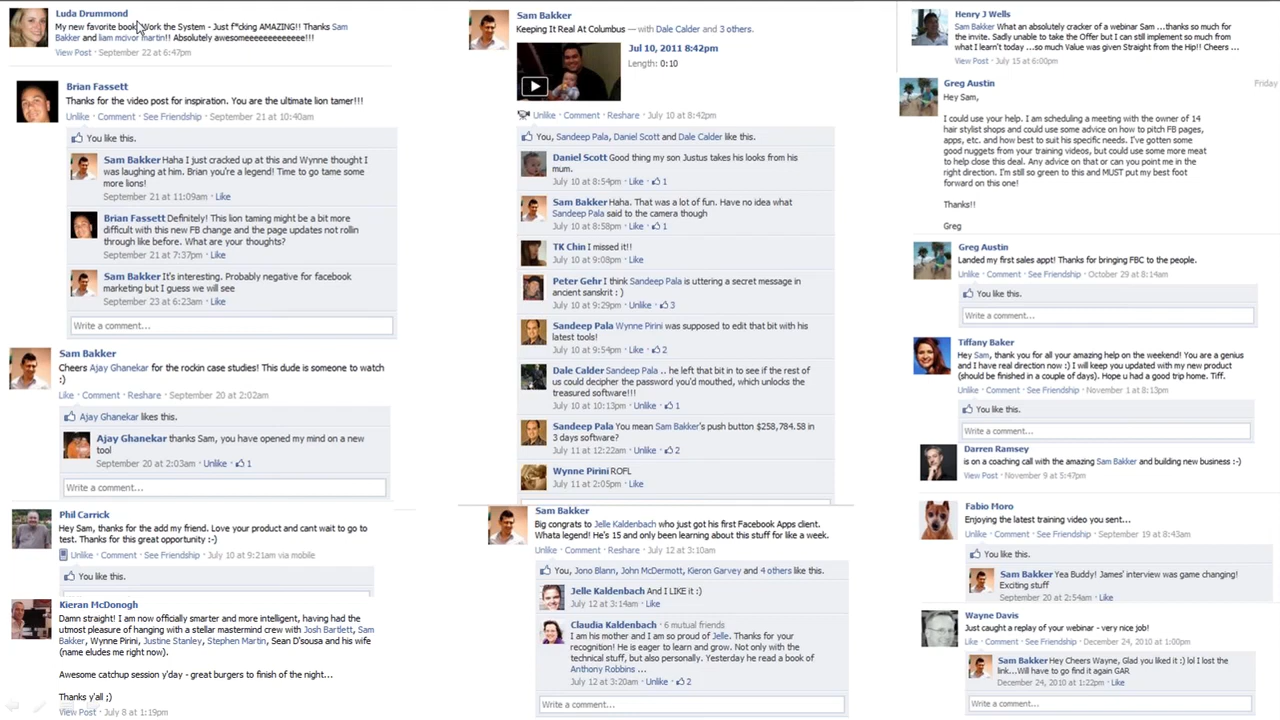 Luda Drummond
My new favorite book: Work the System - Just f*cking AMAZING!! Thanks Sam
Bakker and liam mcivor martin!! Absolutely awesomeeeeeeeeeee!!!
View Post · September 22 at 6:47pm
Brian Fassett
Thanks for the video post for inspiration. You are the ultimate lion tamer!!!
Unlike · Comment · See Friendship · September 21 at 10:40am
You like this.
Sam Bakker Haha I just cracked up at this and Wynne thought I
was laughing at him. Brian you're a legend! Time to go tame some
more lions!
September 21 at 11:09am · Like
Brian Fassett Definitely! This lion taming might be a bit more
difficult with this new FB change and the page updates not rollin
through like before. What are your thoughts?
September 21 at 7:37pm · Like
Sam Bakker It's interesting. Probably negative for facebook
marketing but I guess we will see
September 23 at 6:23am · Like
Write a comment...
Sam Bakker
Cheers Ajay Ghanekar for the rockin case studies! This dude is someone to watch
:)
Like · Comment · Reshare · September 20 at 2:02am
Ajay Ghanekar likes this.
Ajay Ghanekar thanks Sam, you have opened my mind on a new
tool
September 20 at 2:03am · Unlike · 1
Write a comment...
Phil Carrick
Hey Sam, thanks for the add my friend. Love your product and cant wait to go to
test. Thanks for this great opportunity :-)
Unlike · Comment · See Friendship · July 10 at 9:21am via mobile
You like this.
Kieran McDonogh
Damn straight! I am now officially smarter and more intelligent, having had the
utmost pleasure of hanging with a stellar mastermind crew with Josh Bartlett, Sam
Bakker, Wynne Pirini, Justine Stanley, Stephen Martin, Sean D'sousa and his wife
(name eludes me right now).
Awesome catchup session y'all - great burgers to finish of the night...
Thanks y'all ;)
View Post · July 8 at 1:19pm
Sam Bakker
Keeping It Real At Columbus — with Dale Calder and 3 others.
Jul 10, 2011 8:42pm
Length: 0:10
Unlike · Comment · Reshare · July 10 at 8:42pm
You, Sandeep Pala, Daniel Scott and Dale Calder like this.
Daniel Scott Good thing my son Justus takes his looks from his
mum.
July 10 at 8:54pm · Like · 1
Sam Bakker Haha. That was a lot of fun. Have no idea what
Sandeep Pala said to the camera though
July 10 at 8:58pm · Like · 1
TK Chin I missed it!!
July 10 at 9:08pm · Like
Peter Gehr I think Sandeep Pala is uttering a secret message in
ancient sanskrit : )
July 10 at 9:29pm · Unlike · 3
Sandeep Pala Wynne Pirini was supposed to edit that bit with his
latest tools!
July 10 at 9:54pm · Like · 2
Dale Calder Sandeep Pala .. he left that bit in to see if the rest of
us could decipher the password you'd mouthed, which unlocks the
treasured software!!!
July 10 at 10:13pm · Unlike · 1
Sandeep Pala You mean Sam Bakker's push button $258,784.58 in
3 days software?
July 11 at 12:22am · Unlike · 2
Wynne Pirini ROFL
July 11 at 2:05pm · Like
Sam Bakker
Big congrats to Jelle Kaldenbach who just got his first Facebook Apps client.
Whata legend! He's 15 and only been learning about this stuff for like a week.
Unlike · Comment · Reshare · July 12 at 3:10am
You, Jono Blann, John McDermott, Kieron Garvey and 4 others like this.
Jelle Kaldenbach And I LIKE it :)
July 12 at 3:14am · Like
Claudia Kaldenbach · 6 mutual friends
I am his mother and I am so proud of Jelle. Thanks for your
recognition! He is eager to learn and grow. Not only with the
technical stuff, but also personally. Yesterday he read a book of
Anthony Robbins ...
July 12 at 3:20am · Unlike · 2
Write a comment...
Henry J Wells
Sam Bakker What an absolutely cracker of a webinar Sam ...thanks so much for
the invite. Sadly unable to take the Offer but I can still implement so much from
what I learn't today ...so much Value was given Straight from the Hip!! Cheers ...
View Post · July 15 at 6:00pm
Greg Austin
Friday
Hey Sam,
I could use your help. I am scheduling a meeting with the owner of 14
hair stylist shops and could use some advice on how to pitch FB pages,
apps, etc. and how best to suit his specific needs. I've gotten some
good nuggets from your training videos, but could use some more meat
to help close this deal. Any advice on that or can you point me in the
right direction. I'm still so green to this and MUST put my best foot
forward on this one!
Thanks!!
Greg
Greg Austin
Landed my first sales appt! Thanks for bringing FBC to the people.
Unlike · Comment · See Friendship · October 29 at 8:14am
You like this.
Write a comment...
Tiffany Baker
Hey Sam, thank you for all your amazing help on the weekend! You are a genius
and I have real direction now :) I will keep you updated with my new product
(should be finished in a couple of days). Hope u had a good trip home. Tiff.
Unlike · Comment · See Friendship · November 1 at 8:13pm
You like this.
Write a comment...
Darren Ramsey
is on a coaching call with the amazing Sam Bakker and building new business :-)
View Post · November 9 at 5:47pm
Fabio Moro
Enjoying the latest training video you sent...
Unlike · Comment · See Friendship · September 19 at 8:43am
You like this.
Sam Bakker Yea Buddy! James' interview was game changing!
Exciting stuff
September 20 at 2:54am · Like
Wayne Davis
Just caught a replay of your webinar - very nice job!
Like · Comment · See Friendship · December 24, 2010 at 1:00pm
Sam Bakker Hey Cheers Wayne, Glad you liked it :) lol I lost the
link...Will have to go find it again GAR
December 24, 2010 at 1:22pm · Like
Write a comment...